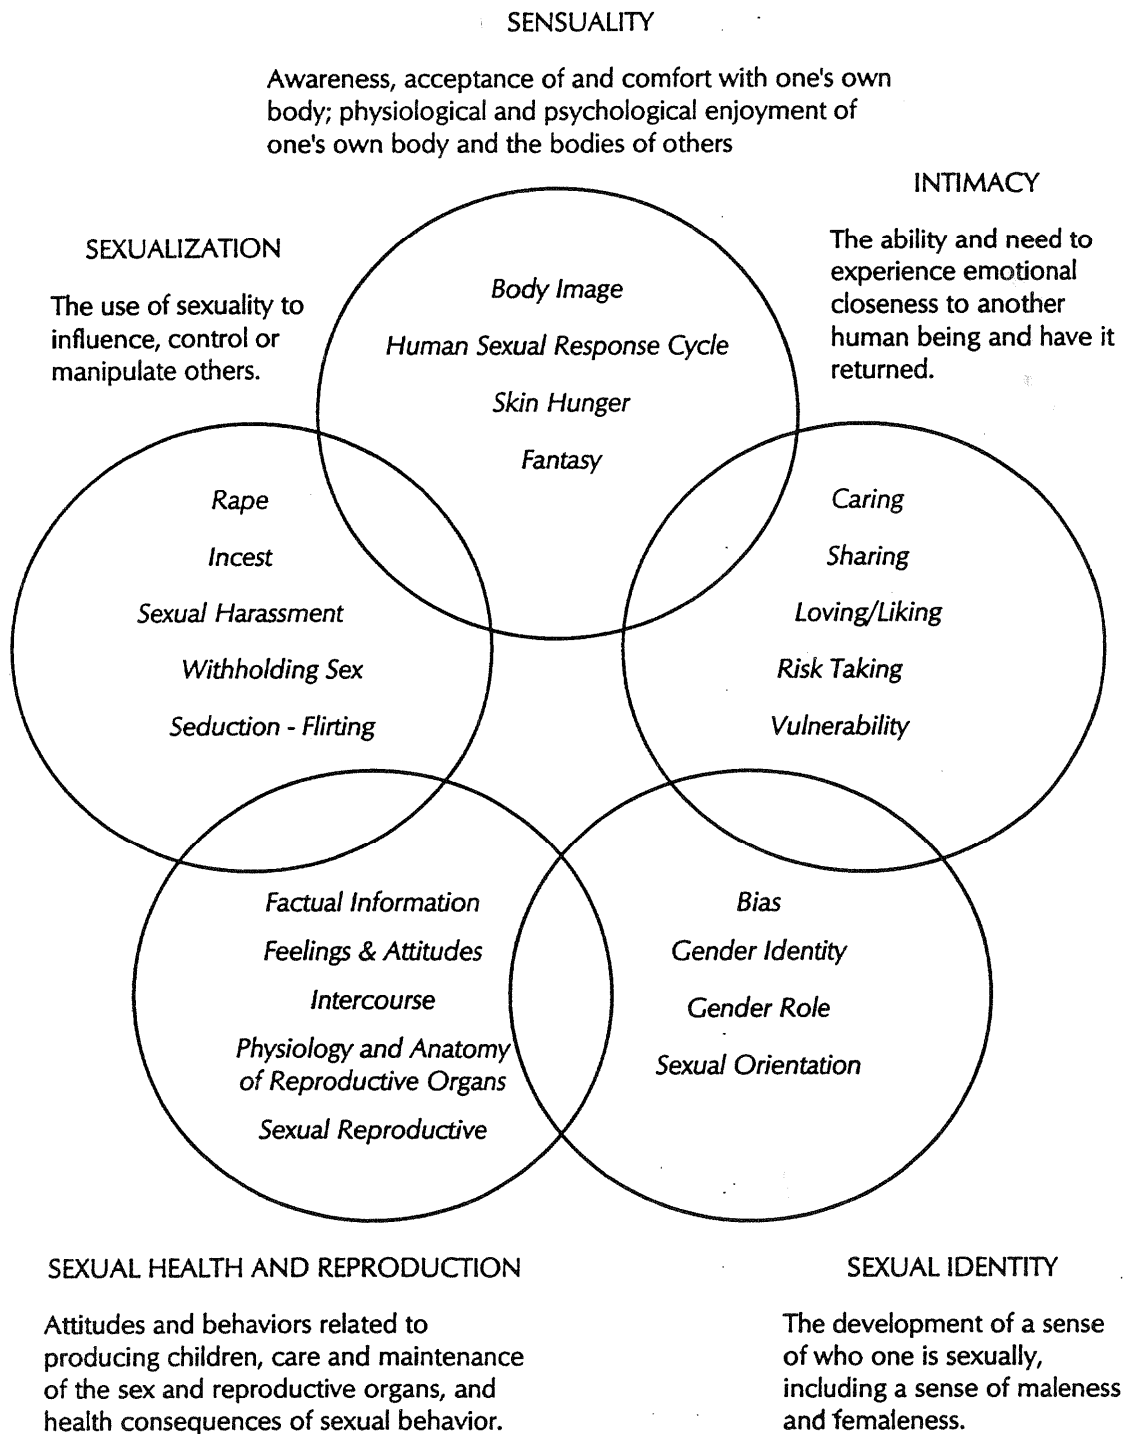 SENSUALITY
Awareness, acceptance of and comfort with one's own
body; physiological and psychological enjoyment of
one's own body and the bodies of others
INTIMACY
The ability and need to
experience emotional
closeness to another
human being and have it
returned.
SEXUALIZATION
The use of sexuality to
influence, control or
manipulate others.
Body Image
Human Sexual Response Cycle
Skin Hunger
Fantasy
Rape
Incest
Sexual Harassment
Withholding Sex
Seduction - Flirting
Caring
Sharing
Loving/Liking
Risk Taking
Vulnerability
Factual Information
Feelings & Attitudes
Intercourse
Physiology and Anatomy
of Reproductive Organs
Sexual Reproductive
Bias
Gender Identity
Gender Role
Sexual Orientation
SEXUAL HEALTH AND REPRODUCTION
Attitudes and behaviors related to
producing children, care and maintenance
of the sex and reproductive organs, and
health consequences of sexual behavior.
SEXUAL IDENTITY
The development of a sense
of who one is sexually,
including a sense of maleness
and femaleness.